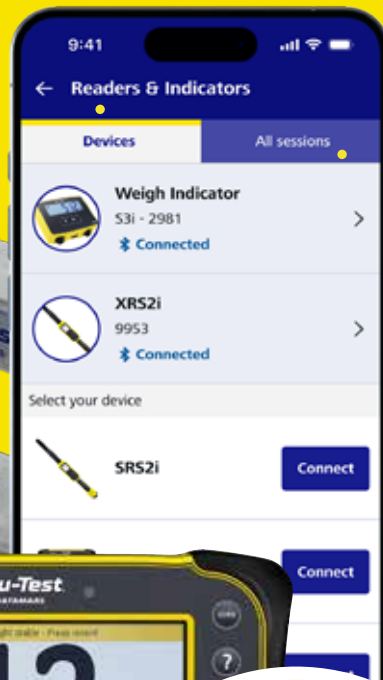 9:41
Readers & Indicators
Devices
All sessions
Weigh Indicator
S3i - 2981
Connected
XRS2i
9953
Connected
Select your device
SRS2i
Connect
Connect
u-Test
DATAMARS
?